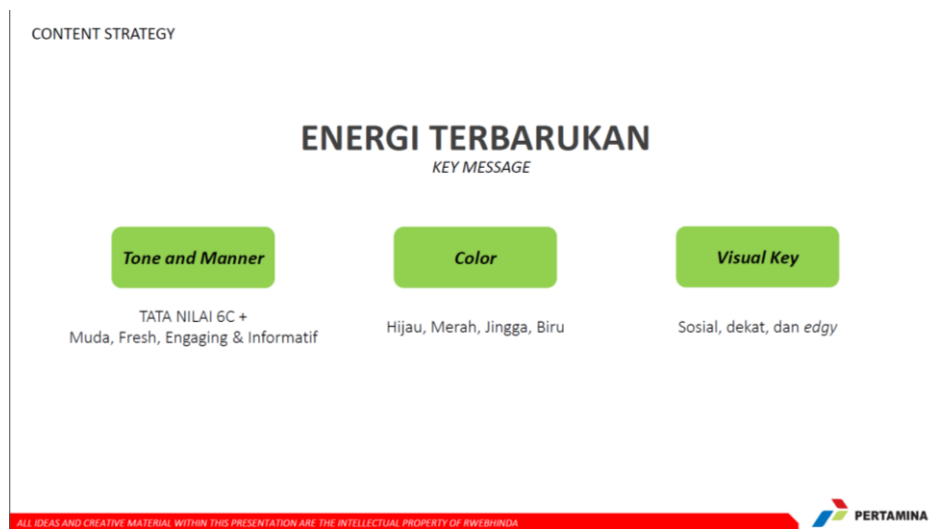 CONTENT STRATEGY
ENERGI TERBARUKAN
KEY MESSAGE
Tone and Manner
TATA NILAI 6C +
Muda, Fresh, Engaging & Informatif
Color
Hijau, Merah, Jingga, Biru
Visual Key
Sosial, dekat, dan edgy
ALL IDEAS AND CREATIVE MATERIAL WITHIN THIS PRESENTATION ARE THE INTELLECTUAL PROPERTY OF RWEBHINDA
PERTAMINA